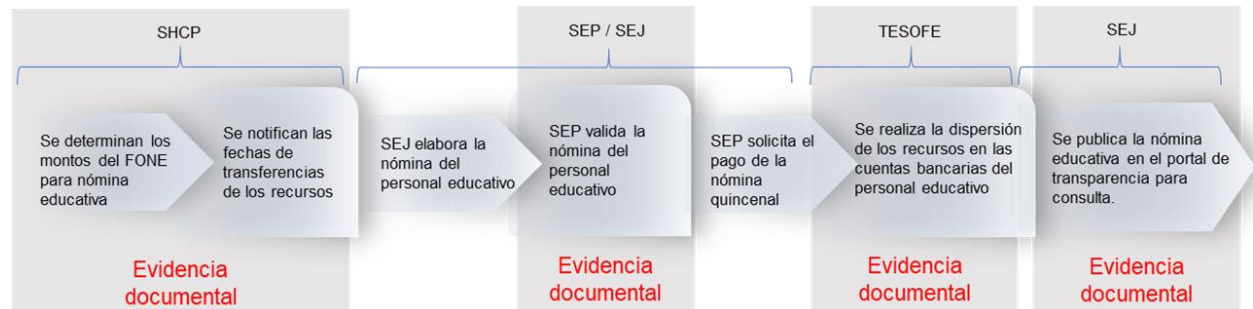 SHCP
SEP / SEJ
TESOFE
SEJ
Se determinan los
montos del FONE
para nómina
educativa
Se notifican las
fechas de
transferencias
de los recursos
SEJ elabora la
nómina del
personal educativo
SEP valida la
nómina del
personal
educativo
SEP solicita el
pago de la
nómina
quincenal
Se realiza la dispersión
de los recursos en las
cuentas bancarias del
personal educativo
Se publica la nómina
educativa en el portal de
transparencia para
consulta.
Evidencia
documental
Evidencia
documental
Evidencia
documental
Evidencia
documental